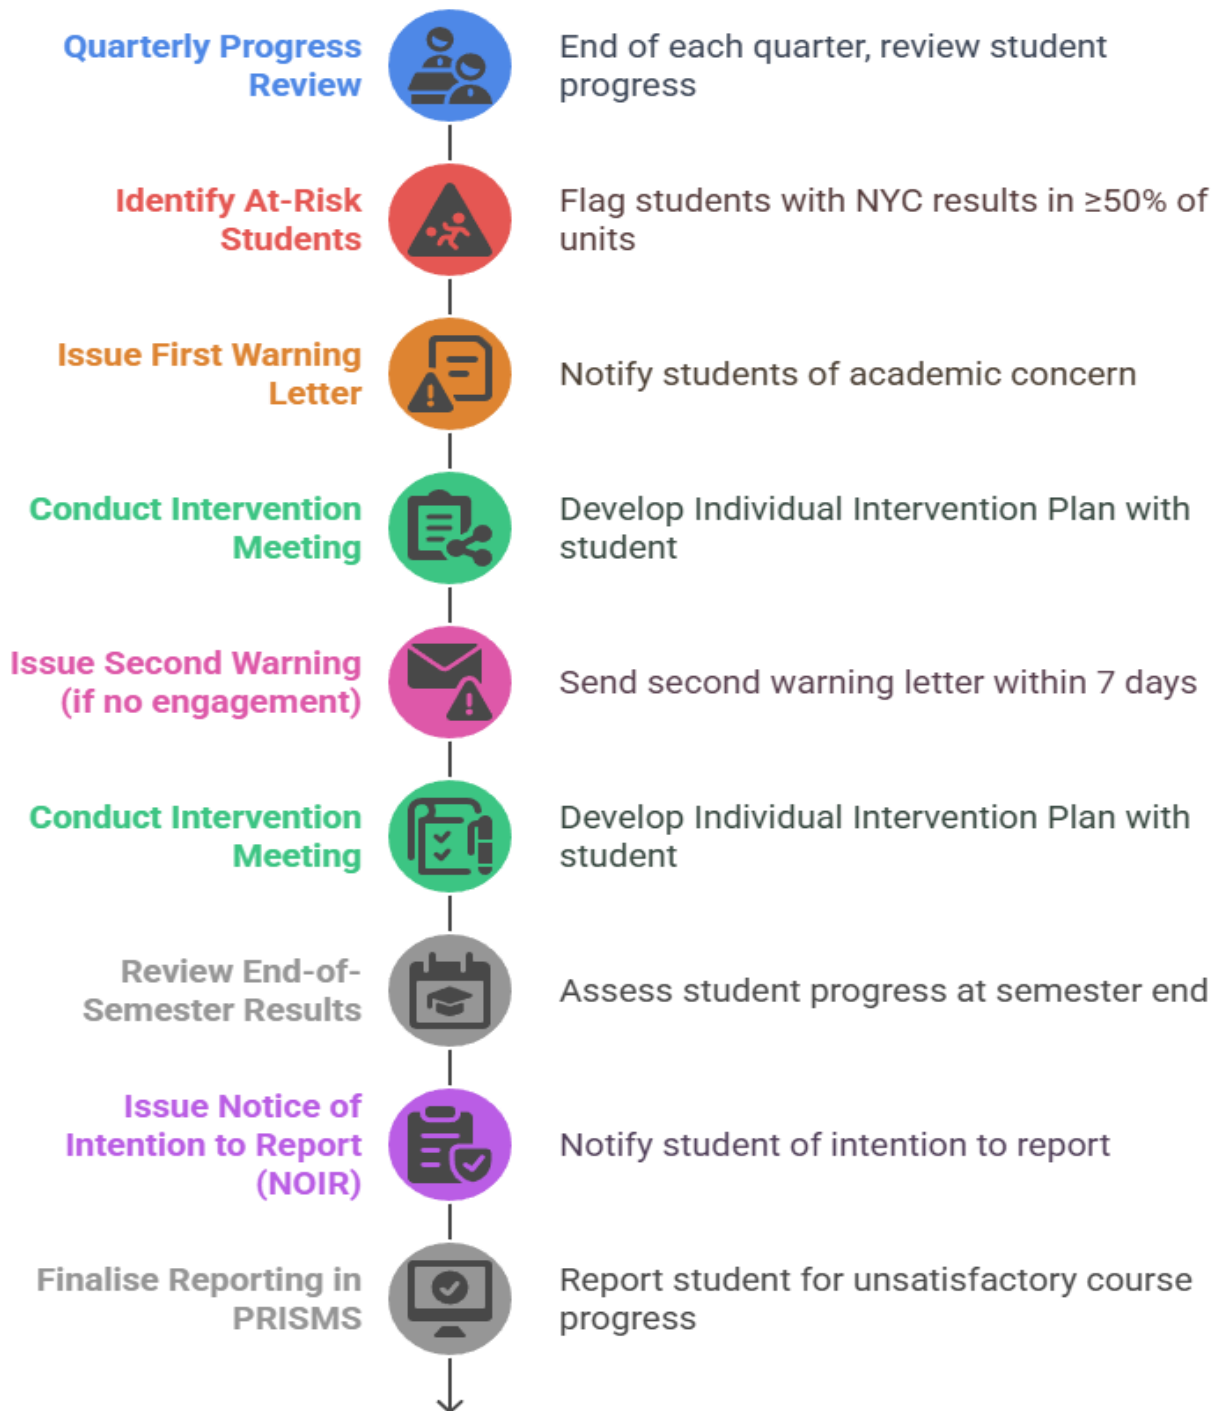 Quarterly Progress
Review
End of each quarter, review student
progress
Identify At-Risk
Students
Flag students with NYC results in ≥50% of
units
Issue First Warning
Letter
Notify students of academic concern
Conduct Intervention
Meeting
Develop Individual Intervention Plan with
student
Issue Second Warning
(if no engagement)
Send second warning letter within 7 days
Conduct Intervention
Meeting
Develop Individual Intervention Plan with
student
Review End-of-
Semester Results
Assess student progress at semester end
Issue Notice of
Intention to Report
(NOIR)
Notify student of intention to report
Finalise Reporting in
PRISMS
Report student for unsatisfactory course
progress